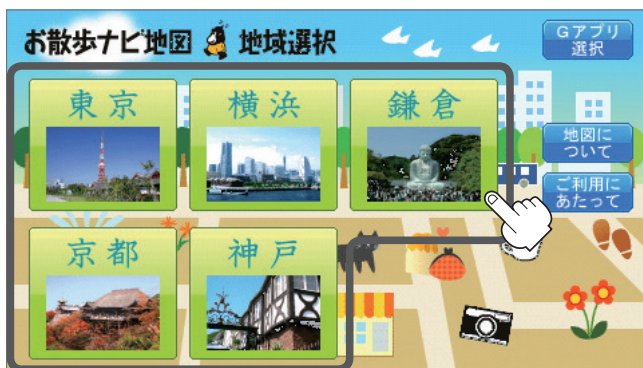 お散歩ナビ地図 地域選択
Gアプリ
選択
東京
横浜
鎌倉
地図に
ついて
ご利用に
あたって
京都
神戸